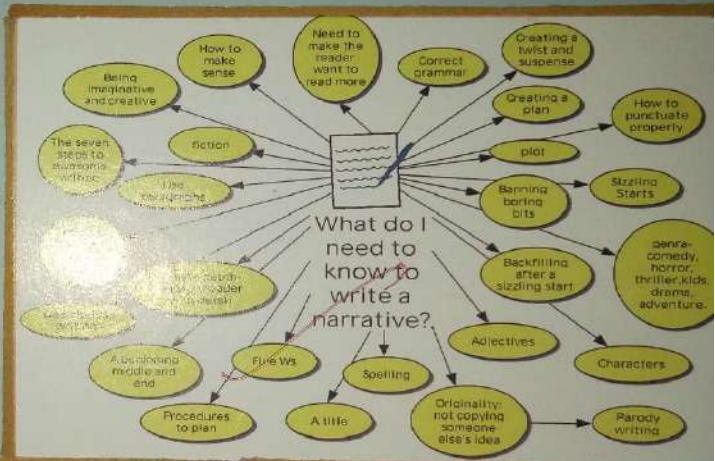 Need to
make the
reader
want to
read more
Creating a
twist and
suspense
How to
make
sense
Correct
grammar
Being
imaginative
and creative
Creating a
plan
How to
punctuate
properly
The seven
steps to
awesome
fiction
plot
Use
paragraphs
Banning
boring
bits
Sizzling
Starts
What do I
need to
know to
write a
narrative?
genra-
comedy,
horror,
thriller,kids,
drama,
adventure.
Backfilling
after a
sizzling start
A beginning
middle and
end
Five Ws
Spelling
Adjectives
Characters
Procedures
to plan
A title
Originality:
not copying
someone
else's idea
Parody
writing